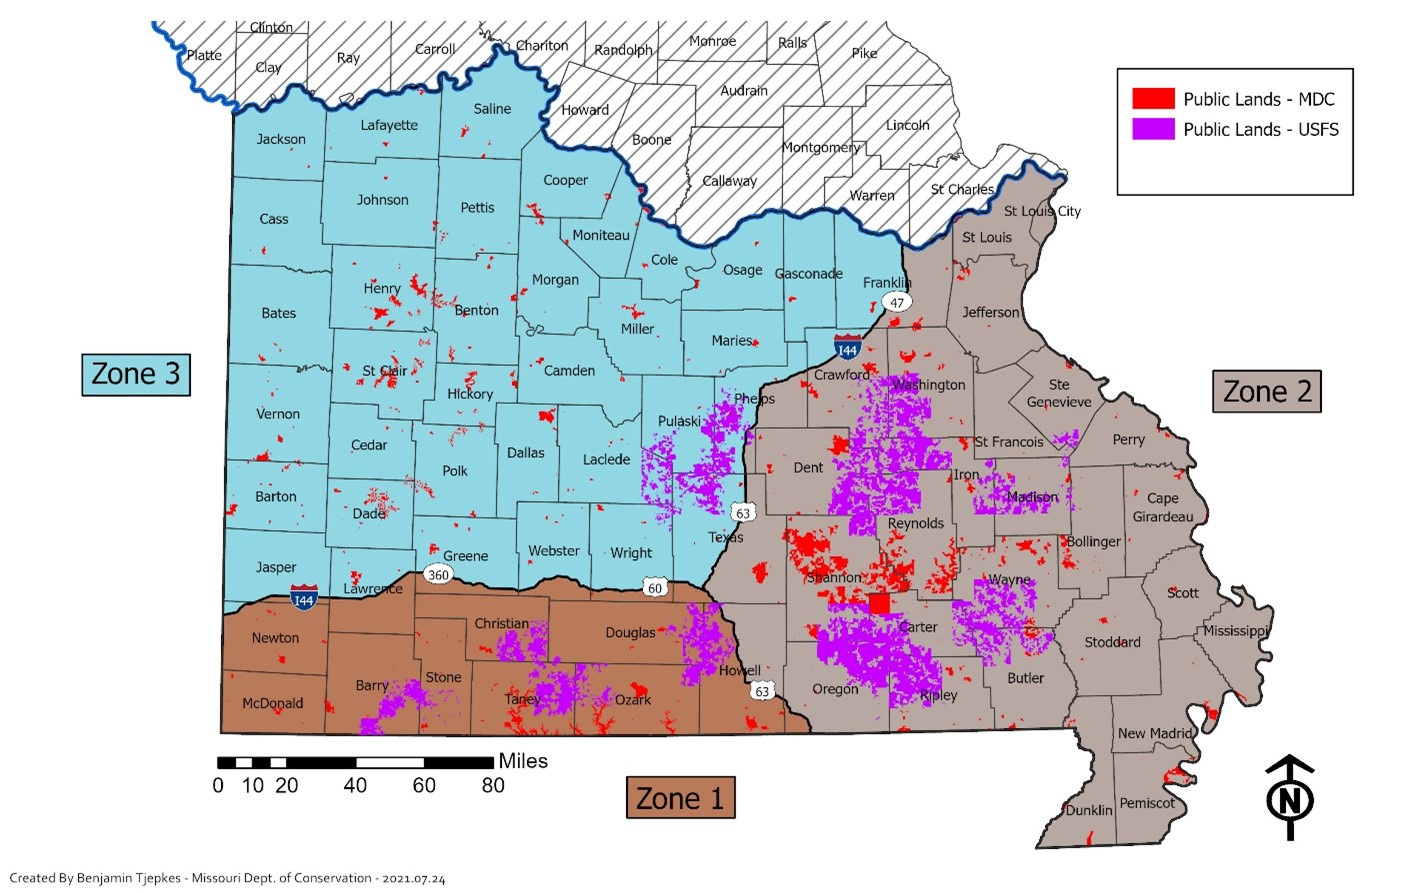 Clinton
Platte
Clay
Ray
Carroll
Chariton
Randolph
Monroe
Ralls
Pike
Audrain
Howard
Boone
Lincoln
Montgomery
Callaway
Warren
St Charles
Public Lands - MDC
Public Lands - USFS
Jackson
Lafayette
Saline
Cooper
Johnson
Pettis
Cass
Moniteau
St Louis City
St Louis
Cole
Osage
Gasconade
Franklin
Morgan
Henry
Benton
Bates
Miller
Maries
47
Jefferson
I44
Zone 3
St Clair
Hickory
Camden
Crawford
Washington
Ste
Genevieve
Zone 2
Vernon
Pulaski
Phelps
Cedar
Polk
Dallas
Laclede
Dent
St Francois
Perry
Iron
Madison
Barton
Dade
63
Texas
Reynolds
Cape
Girardeau
Bollinger
Jasper
Greene
Webster
Wright
Lawrence
360
60
I44
Shannon
Wayne
Scott
Newton
Christian
Douglas
Carter
Stoddard
Mississippi
Howell
63
McDonald
Barry
Stone
Taney
Ozark
Oregon
Ripley
Butler
New Madrid
Dunklin
Pemiscot
Miles
0 10 20 40 60 80
Zone 1
N
Created By Benjamin Tjepkes - Missouri Dept. of Conservation - 2021.07.24